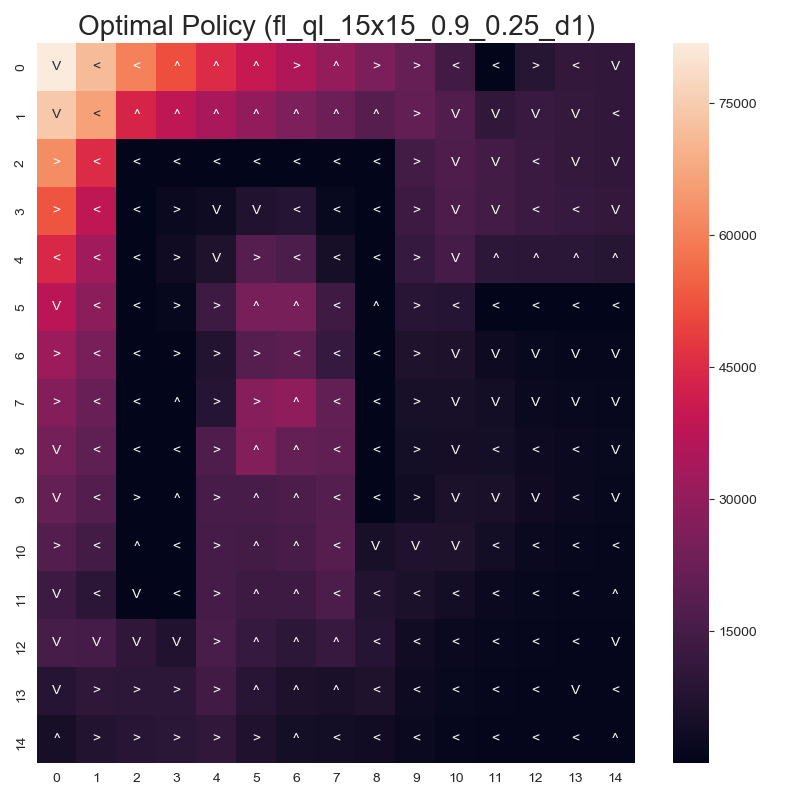 Optimal Policy (fl_ql_15x15_0.9_0.25_d1)
0 V < < ^ ^ ^ > ^ > > < < > < V
1 V < ^ ^ ^ ^ ^ ^ ^ > V V V V <
2 > < < < < < < < < > V V < V V
3 > < < > V V < < < > V V < < V
4 < < < > V > < < < > V ^ ^ ^ ^
5 V < < > > ^ ^ < ^ > < < < < <
6 > < < > > > < < < > V V V V V
7 > < < ^ > > ^ < < > V V V V V
8 V < < < > ^ ^ < < > V < < < V
9 V < > ^ > ^ ^ < < > V V V < V
10 > < ^ < > ^ ^ < V V V < < < <
11 V < V < > ^ ^ < < < < < < < ^
12 V V V V > ^ ^ ^ < < < < < < V
13 V > > > > ^ ^ ^ < < < < < V <
14 ^ > > > > > ^ < < < < < < < ^
0 1 2 3 4 5 6 7 8 9 10 11 12 13 14
75000
60000
45000
30000
15000